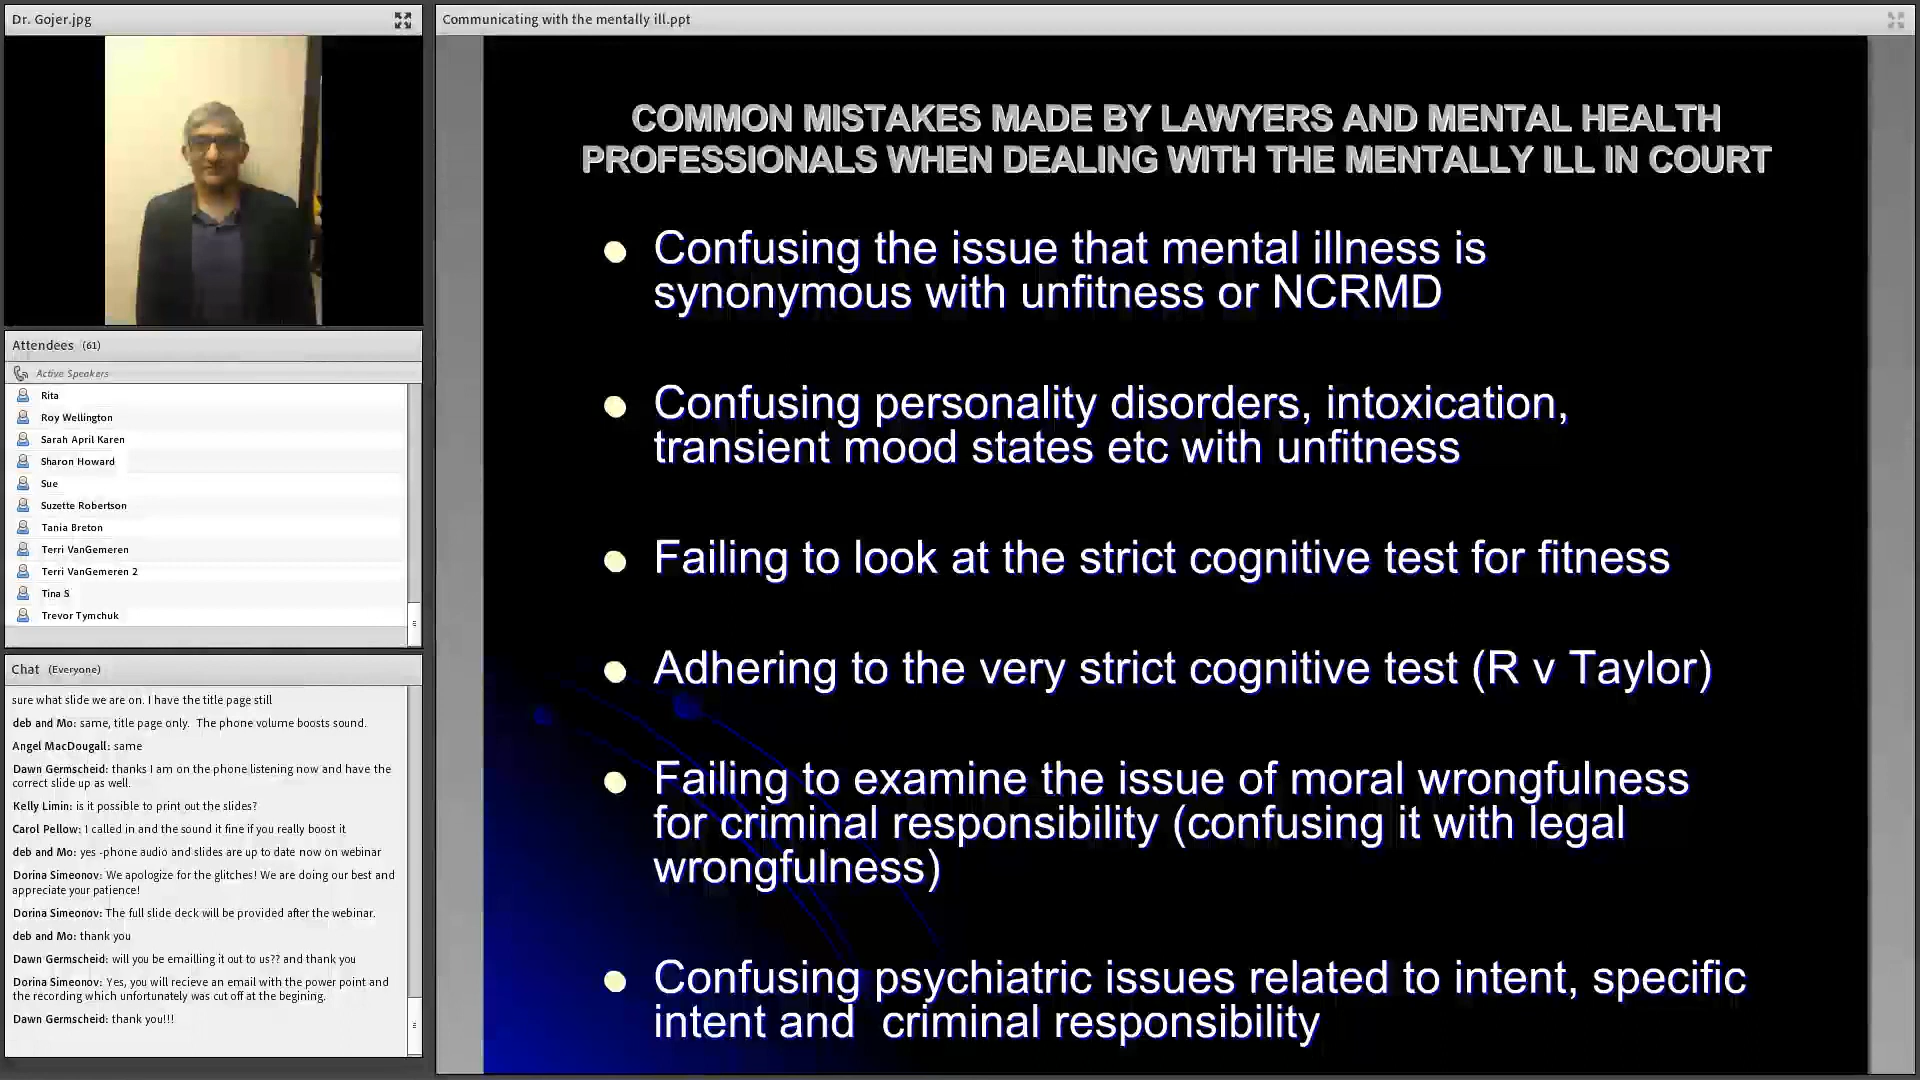 Dr. Gojer.jpg
Attendees (61)
Active Speakers
Rita
Roy Wellington
Sarah April Karen
Sharon Howard
Sue
Suzette Robertson
Tania Breton
Terri VanGemeren
Terri VanGemeren 2
Tina S
Trevor Tymchuk
Chat (Everyone)
sure what slide we are on. I have the title page still
deb and Mo: same, title page only. The phone volume boosts sound.
Angel MacDougall: same
Dawn Germscheid: thanks I am on the phone listening now and have the
correct slide up as well.
Kelly Limin: is it possible to print out the slides?
Carol Pellow: I called in and the sound it fine if you really boost it
deb and Mo: yes -phone audio and slides are up to date now on webinar
Dorina Simeonov: We apologize for the glitches! We are doing our best and
appreciate your patience!
Dorina Simeonov: The full slide deck will be provided after the webinar.
deb and Mo: thank you
Dawn Germscheid: will you be emailling it out to us?? and thank you
Dorina Simeonov: Yes, you will recieve an email with the power point and
the recording which unfortunately was cut off at the begining.
Dawn Germscheid: thank you!!!
Communicating with the mentally ill.ppt
COMMON MISTAKES MADE BY LAWYERS AND MENTAL HEALTH
PROFESSIONALS WHEN DEALING WITH THE MENTALLY ILL IN COURT
Confusing the issue that mental illness is
synonymous with unfitness or NCRMD
Confusing personality disorders, intoxication,
transient mood states etc with unfitness
Failing to look at the strict cognitive test for fitness
Adhering to the very strict cognitive test (R v Taylor)
Failing to examine the issue of moral wrongfulness
for criminal responsibility (confusing it with legal
wrongfulness)
Confusing psychiatric issues related to intent, specific
intent and criminal responsibility